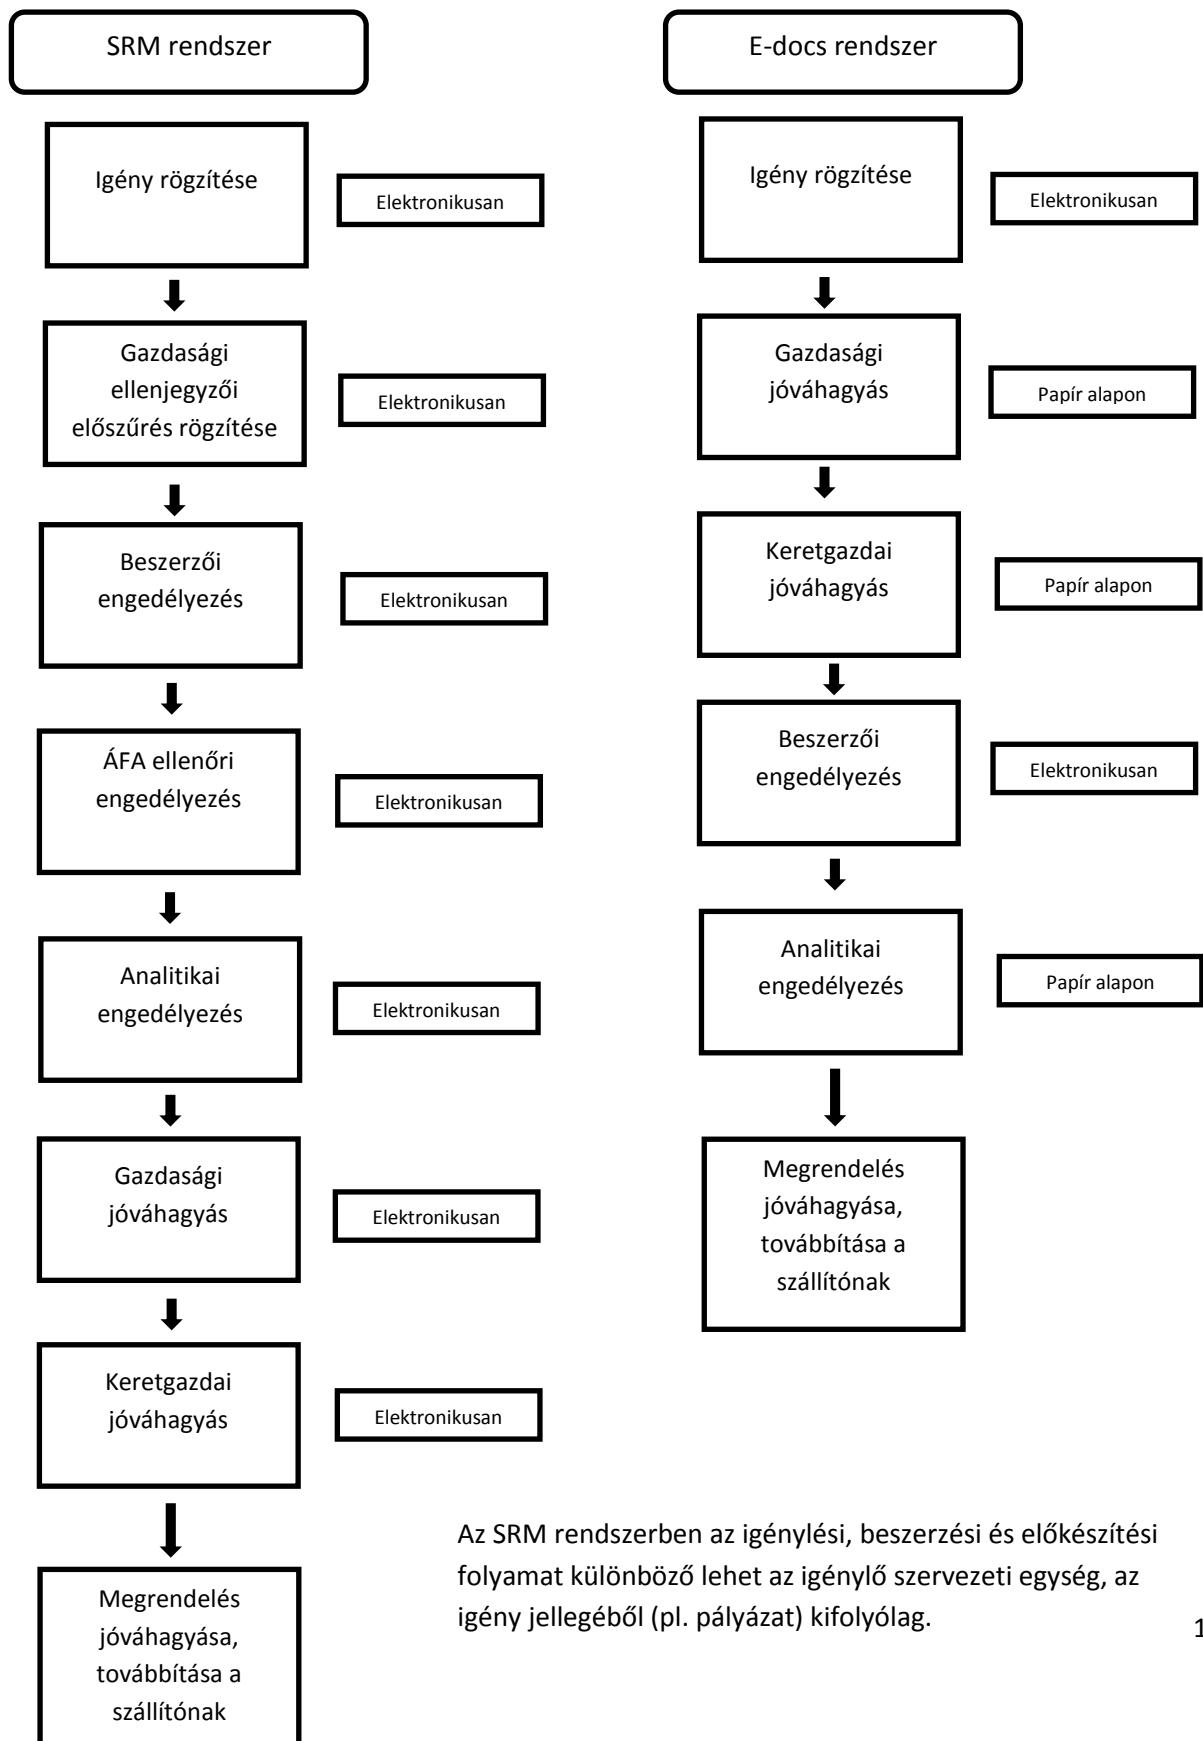 SRM rendszer
Igény rögzítése
Elektronikusan
Gazdasági
ellenjegyzői
előszűrés rögzítése
Elektronikusan
Beszerzői
engedélyezés
Elektronikusan
ÁFA ellenőri
engedélyezés
Elektronikusan
Analitikai
engedélyezés
Elektronikusan
Gazdasági
jóváhagyás
Elektronikusan
Keretgazdai
jóváhagyás
Elektronikusan
Megrendelés
jóváhagyása,
továbbítása a
szállítónak
E-docs rendszer
Igény rögzítése
Elektronikusan
Gazdasági
jóváhagyás
Papír alapon
Keretgazdai
jóváhagyás
Papír alapon
Beszerzői
engedélyezés
Elektronikusan
Analitikai
engedélyezés
Papír alapon
Megrendelés
jóváhagyása,
továbbítása a
szállítónak
Az SRM rendszerben az igénylési, beszerzési és előkészítési
folyamat különböző lehet az igénylő szervezeti egység, az
igény jellegéből (pl. pályázat) kifolyólag.
1